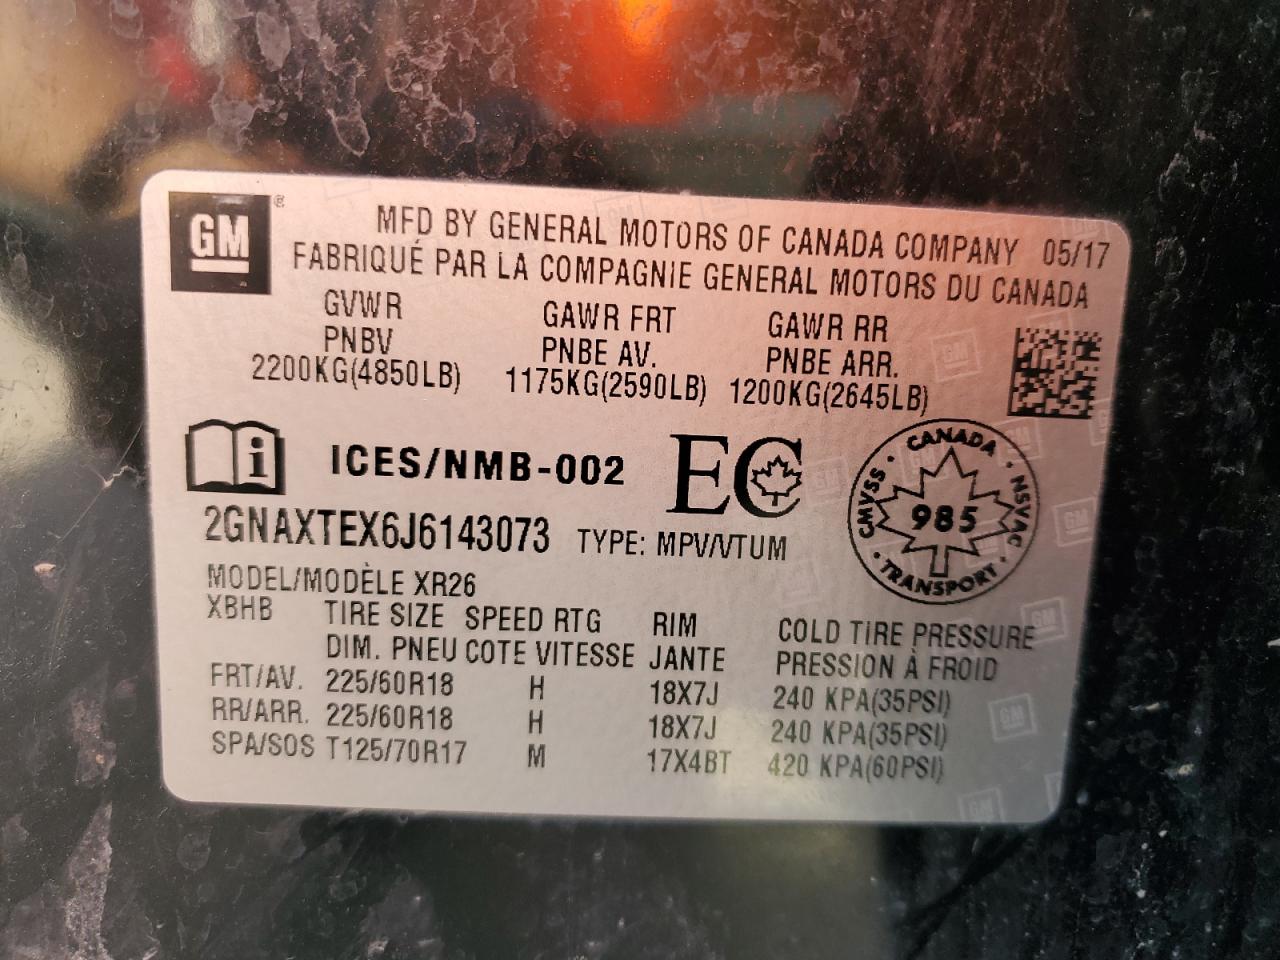 GM®
MFD BY GENERAL MOTORS OF CANADA COMPANY 05/17
FABRIQUÉ PAR LA COMPAGNIE GENERAL MOTORS DU CANADA
GVWR GAWR FRT GAWR RR
PNBV PNBE AV. PNBE ARR.
2200KG(4850LB) 1175KG(2590LB) 1200KG(2645LB)
i ICES/NMB-002 EC
CANADA · NSVAC · TRANSPORT · CMVSS ·
985
2GNAXTEX6J6143073 TYPE: MPV/VTUM
MODEL/MODÈLE XR26
XBHB TIRE SIZE SPEED RTG RIM COLD TIRE PRESSURE
DIM. PNEU COTE VITESSE JANTE PRESSION À FROID
FRT/AV. 225/60R18 H 18X7J 240 KPA(35PSI)
RR/ARR. 225/60R18 H 18X7J 240 KPA(35PSI)
SPA/SOS T125/70R17 M 17X4BT 420 KPA(60PSI)